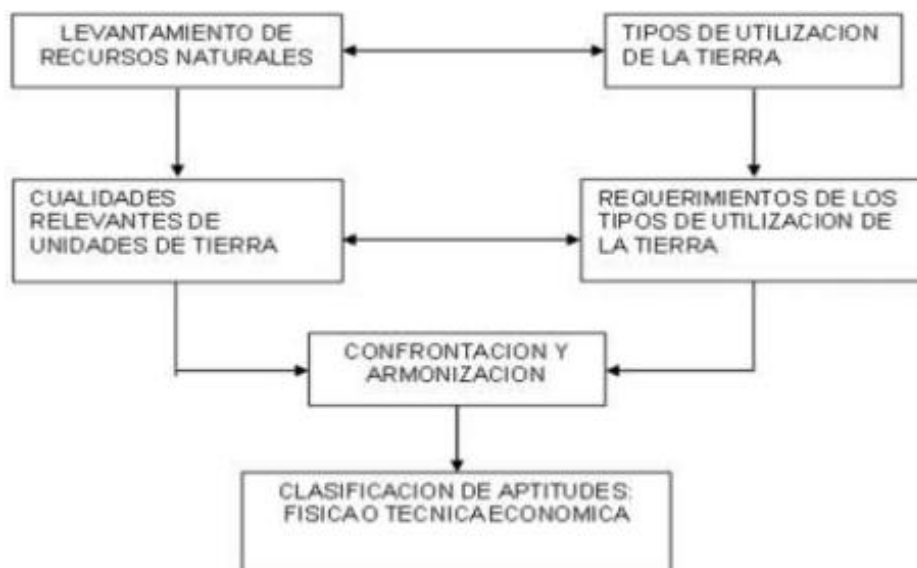 LEVANTAMIENTO DE
RECURSOS NATURALES
TIPOS DE UTILIZACION
DE LA TIERRA
CUALIDADES
RELEVANTES DE
UNIDADES DE TIERRA
REQUERIMIENTOS DE LOS
TIPOS DE UTILIZACION DE
LA TIERRA
CONFRONTACION Y
ARMONIZACION
CLASIFICACION DE APTITUDES:
FISICA O TECNICA ECONOMICA